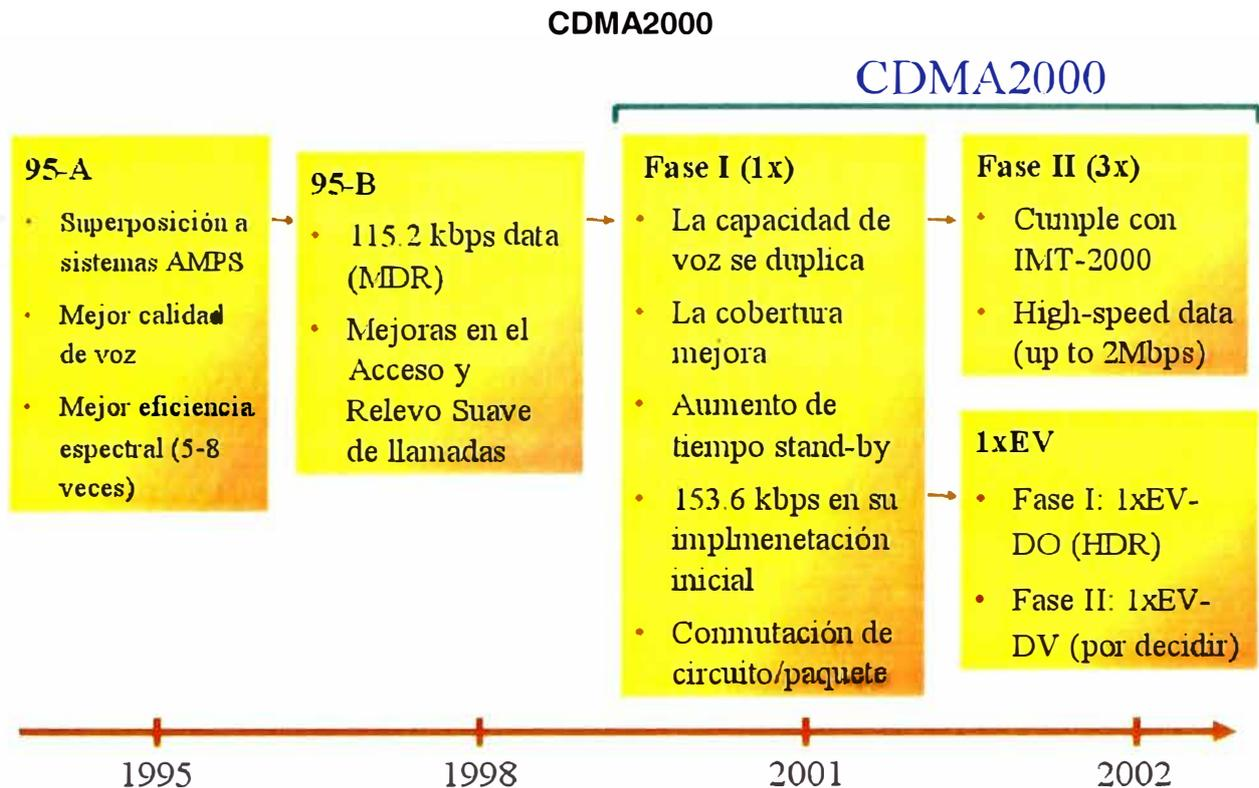 CDMA2000
CDMA2000
95-A
• Superposición a
sistemas AMPS
• Mejor calidad
de voz
• Mejor eficiencia
espectral (5-8
veces)
95-B
• 115.2 kbps data
(MDR)
• Mejoras en el
Acceso y
Relevo Suave
de llamadas
Fase I (1x)
• La capacidad de
voz se duplica
• La cobertura
mejora
• Aumento de
tiempo stand-by
• 153.6 kbps en su
implmenetación
inicial
• Conmutación de
circuito/paquete
Fase II (3x)
• Cumple con
IMT-2000
• High-speed data
(up to 2Mbps)
1xEV
• Fase I: 1xEV-
DO (HDR)
• Fase II: 1xEV-
DV (por decidir)
1995
1998
2001
2002